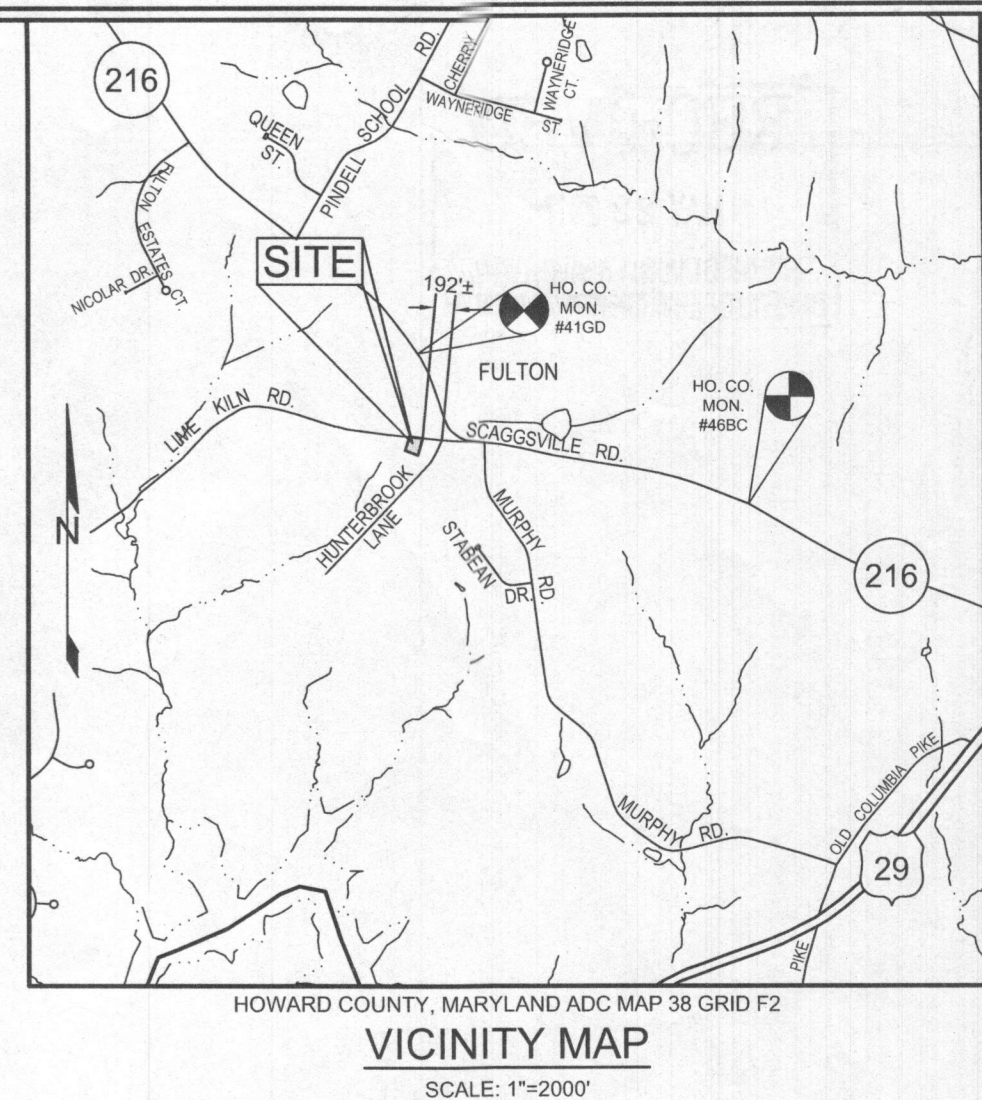 216
QUEEN
ST
PINDELL SCHOOL RD.
CHERRY
WAYNERIDGE ST.
WAYNERIDGE
CT.
FULTON ESTATES CT
NICOLAR DR.
SITE
192'±
HO. CO.
MON.
#41GD
FULTON
HO. CO.
MON.
#46BC
LIME KILN RD.
SCAGGSVILLE RD.
HUNTERBROOK
LANE
MURPHY RD.
STABEAN
DR.
N
216
MURPHY RD.
OLD COLUMBIA PIKE
29
PIKE
HOWARD COUNTY, MARYLAND ADC MAP 38 GRID F2
VICINITY MAP
SCALE: 1"=2000'